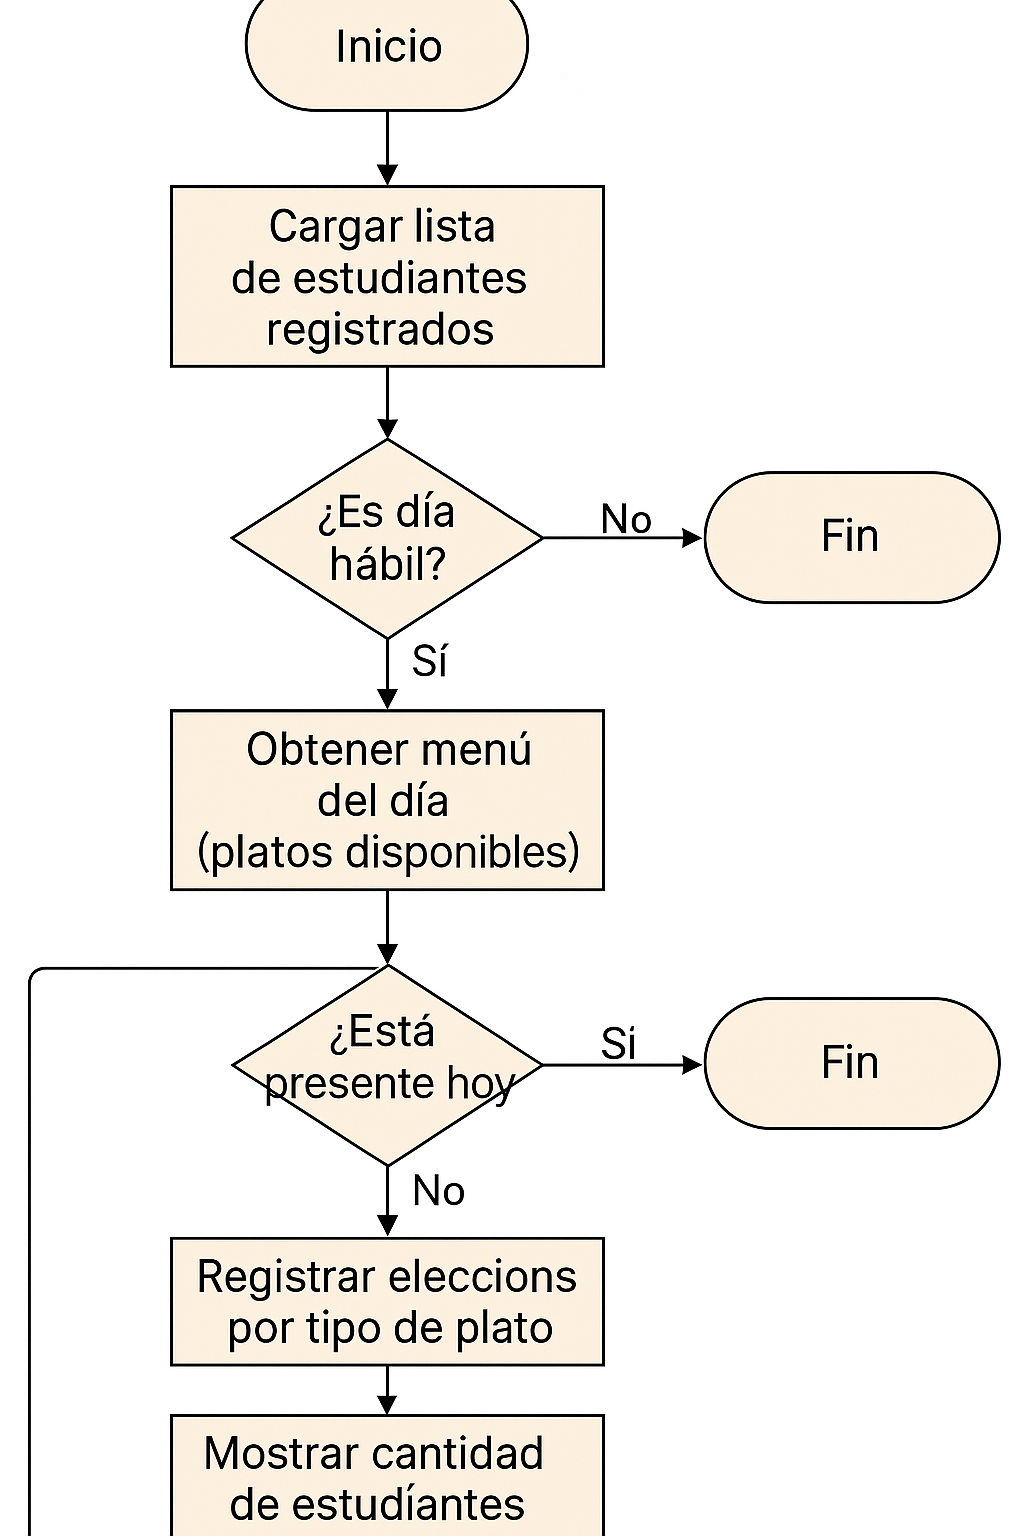 Inicio
Cargar lista
de estudiantes
registrados
¿Es día
hábil?
No
Fin
Sí
Obtener menú
del día
(platos disponibles)
¿Está
presente hoy
Sí
Fin
No
Registrar eleccions
por tipo de plato
Mostrar cantidad
de estudíantes